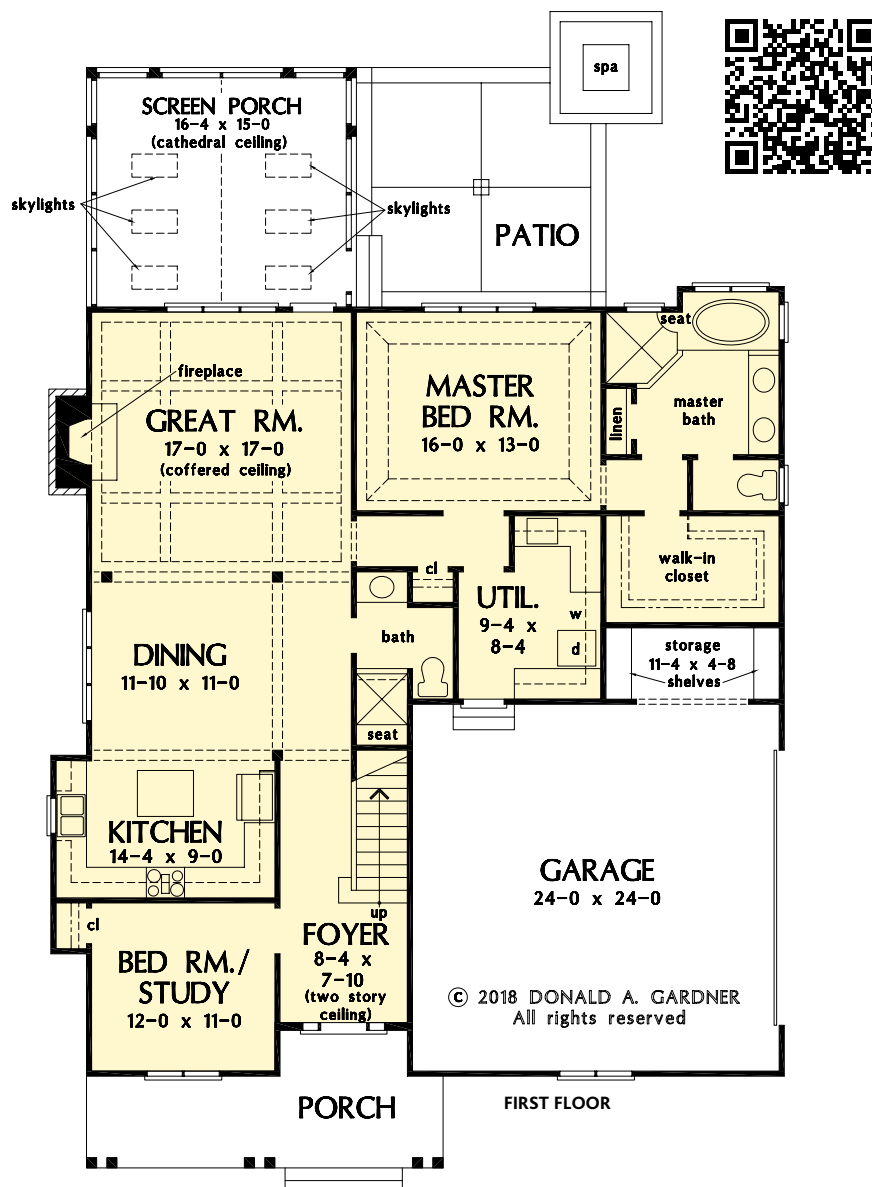 spa
SCREEN PORCH
16-4 x 15-0
(cathedral ceiling)
skylights
skylights
PATIO
seat
fireplace
GREAT RM.
17-0 x 17-0
(coffered ceiling)
MASTER
BED RM.
16-0 x 13-0
linen
master
bath
walk-in
closet
cl
UTIL.
9-4 x
8-4
w
d
bath
storage
11-4 x 4-8
shelves
DINING
11-10 x 11-0
seat
KITCHEN
14-4 x 9-0
GARAGE
24-0 x 24-0
up
cl
FOYER
8-4 x
7-10
(two story
ceiling)
BED RM./
STUDY
12-0 x 11-0
© 2018 DONALD A. GARDNER
All rights reserved
PORCH
FIRST FLOOR